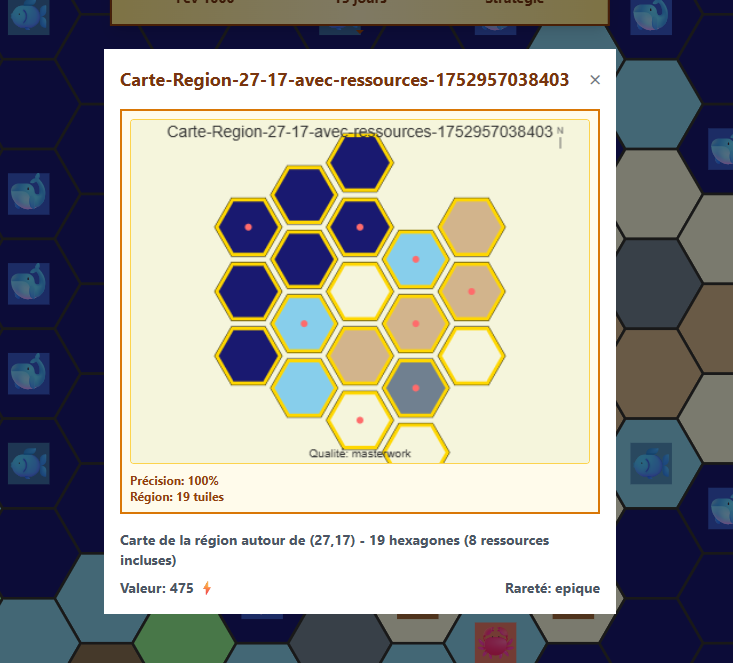 Fév 1000 15 jours Stratégie
Carte-Region-27-17-avec-ressources-1752957038403 ×
Carte-Region-27-17-avec-ressources-1752957038403 N
Qualité: masterwork
Précision: 100%
Région: 19 tuiles
Carte de la région autour de (27,17) - 19 hexagones (8 ressources
incluses)
Valeur: 475
Rareté: epique